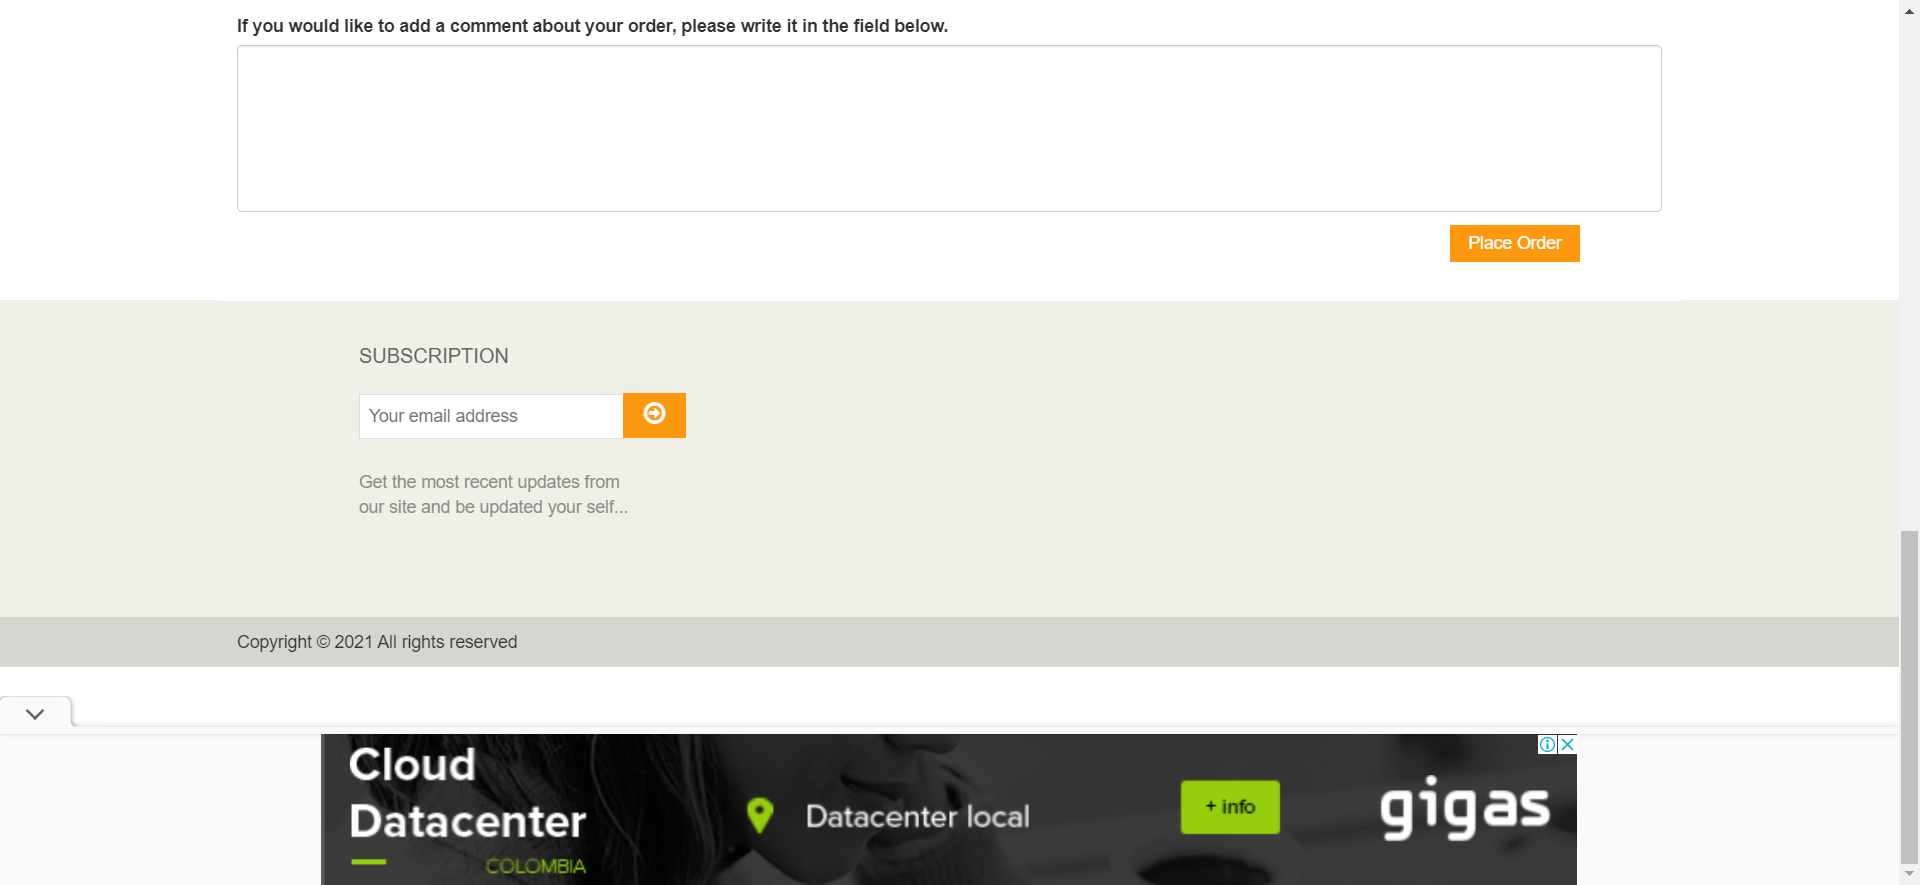 If you would like to add a comment about your order, please write it in the field below.
Place Order
SUBSCRIPTION
Your email address
Get the most recent updates from
our site and be updated your self...
Copyright © 2021 All rights reserved
Cloud
Datacenter
COLOMBIA
Datacenter local
+ info
gigas